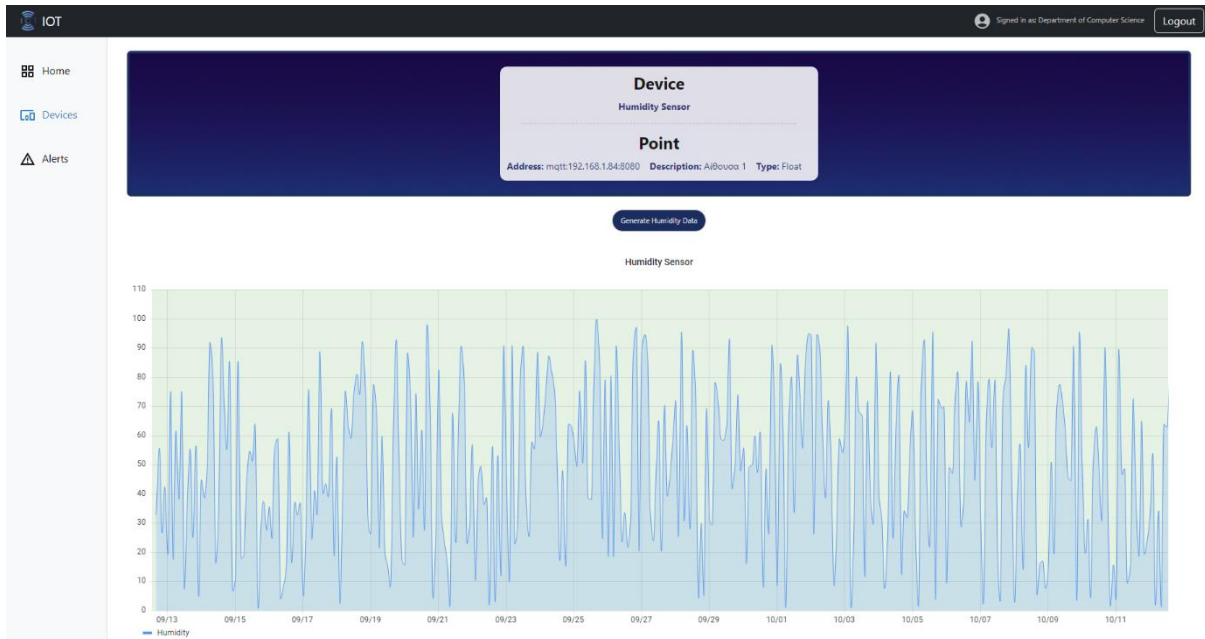 IOT
Signed in as: Department of Computer Science
Logout
Home
Devices
Alerts
Device
Humidity Sensor
Point
Address: mqtt:192.168.1.84:8080 Description: Αίθουσα 1 Type: Float
Generate Humidity Data
Humidity Sensor
110
100
90
80
70
60
50
40
30
20
10
0
09/13 09/15 09/17 09/19 09/21 09/23 09/25 09/27 09/29 10/01 10/03 10/05 10/07 10/09 10/11
Humidity